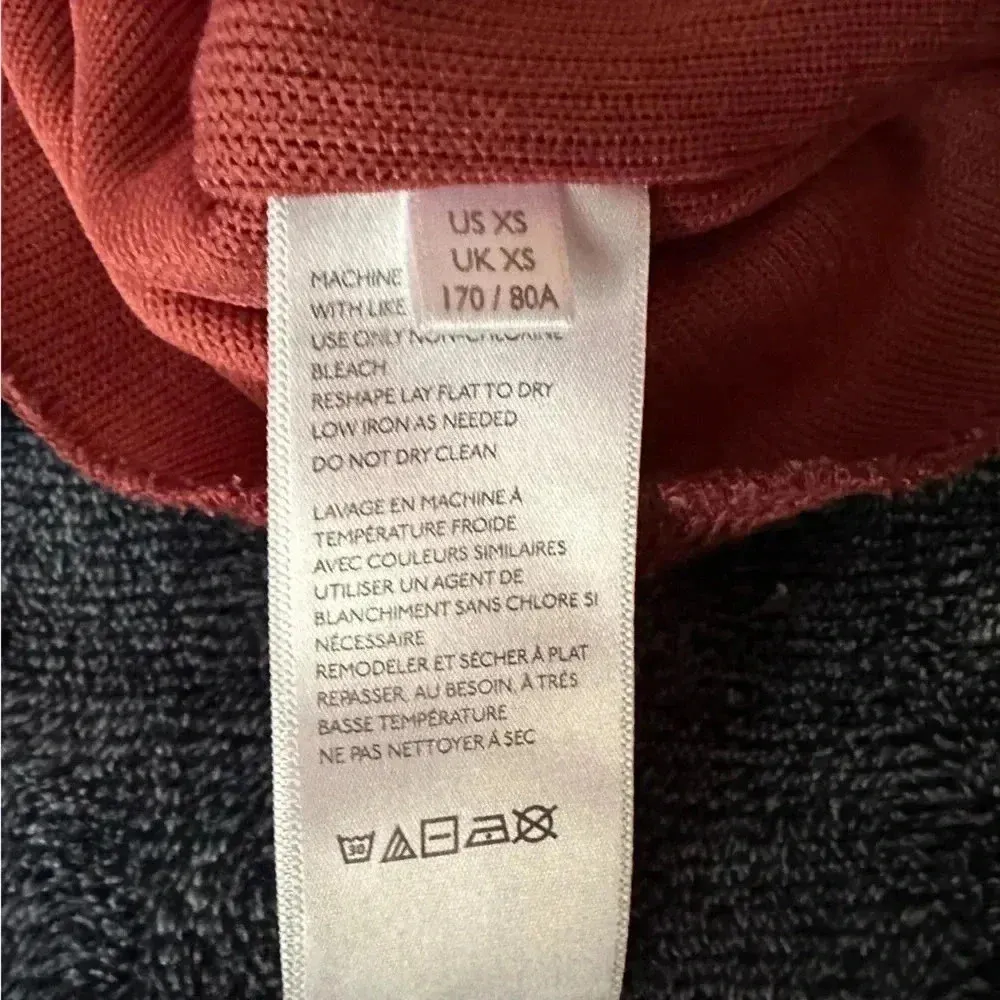 US XS
UK XS
170 / 80A
MACHINE
WITH LIKE
USE ONLY NON-CHLORINE
BLEACH
RESHAPE LAY FLAT TO DRY
LOW IRON AS NEEDED
DO NOT DRY CLEAN
LAVAGE EN MACHINE À
TEMPÉRATURE FROIDE
AVEC COULEURS SIMILAIRES
UTILISER UN AGENT DE
BLANCHIMENT SANS CHLORE SI
NÉCESSAIRE
REMODELER ET SÉCHER À PLAT
REPASSER, AU BESOIN, À TRÈS
BASSE TEMPÉRATURE
NE PAS NETTOYER À SEC
30